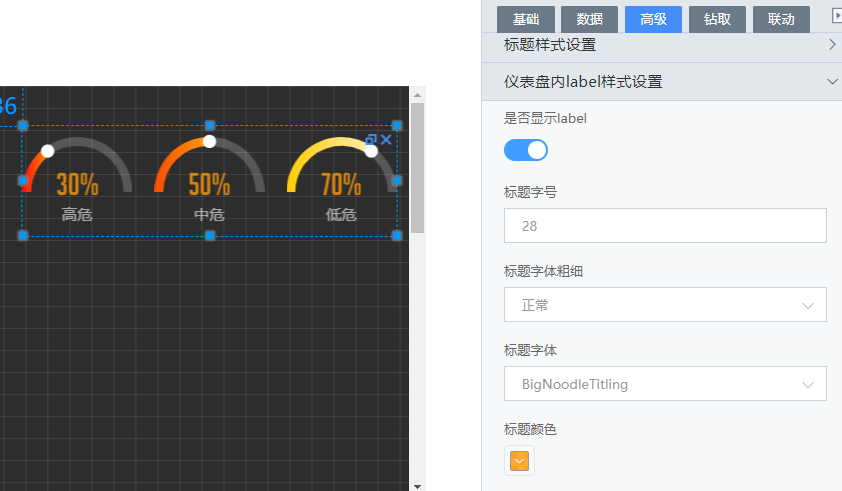 基础 数据 高级 钻取 联动
标题样式设置
仪表盘内label样式设置
是否显示label
标题字号
28
标题字体粗细
正常
标题字体
BigNoodleTitling
标题颜色
36
30% 50% 70%
高危 中危 低危